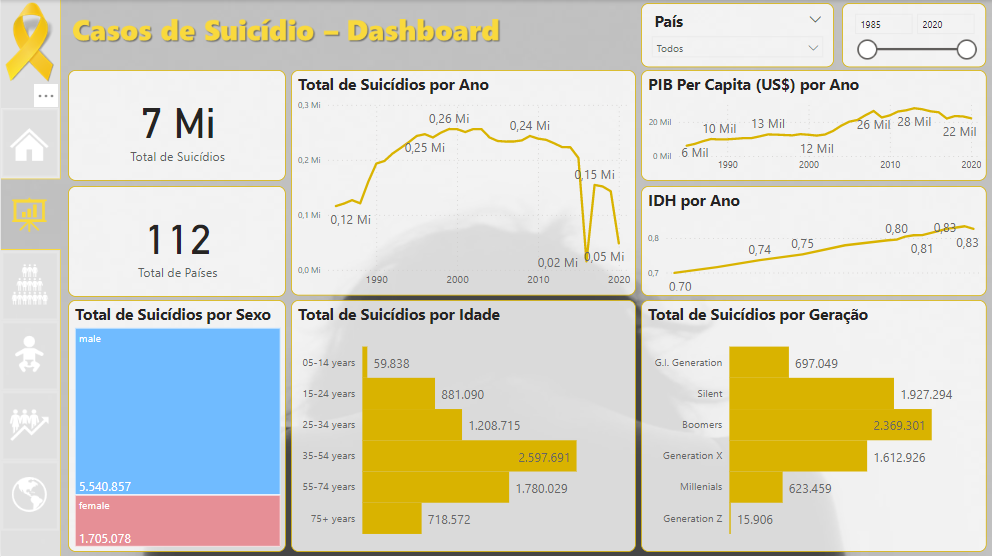 Casos de Suicídio – Dashboard
País
Todos
1985
2020
7 Mi
Total de Suicídios
112
Total de Países
Total de Suicídios por Ano
0,3 Mi
0,2 Mi
0,1 Mi
0,0 Mi
0,12 Mi
0,25 Mi
0,26 Mi
0,24 Mi
0,15 Mi
0,02 Mi
0,05 Mi
1990
2000
2010
2020
PIB Per Capita (US$) por Ano
20 Mil
0 Mil
6 Mil
10 Mil
13 Mil
12 Mil
26 Mil
28 Mil
22 Mil
1990
2000
2010
2020
IDH por Ano
0,8
0,7
0.70
0,74
0,75
0,80
0,81
0,83
0,83
Total de Suicídios por Sexo
male
5.540.857
female
1.705.078
Total de Suicídios por Idade
05-14 years 59.838
15-24 years 881.090
25-34 years 1.208.715
35-54 years 2.597.691
55-74 years 1.780.029
75+ years 718.572
Total de Suicídios por Geração
G.I. Generation 697.049
Silent 1.927.294
Boomers 2.369.301
Generation X 1.612.926
Millenials 623.459
Generation Z 15.906